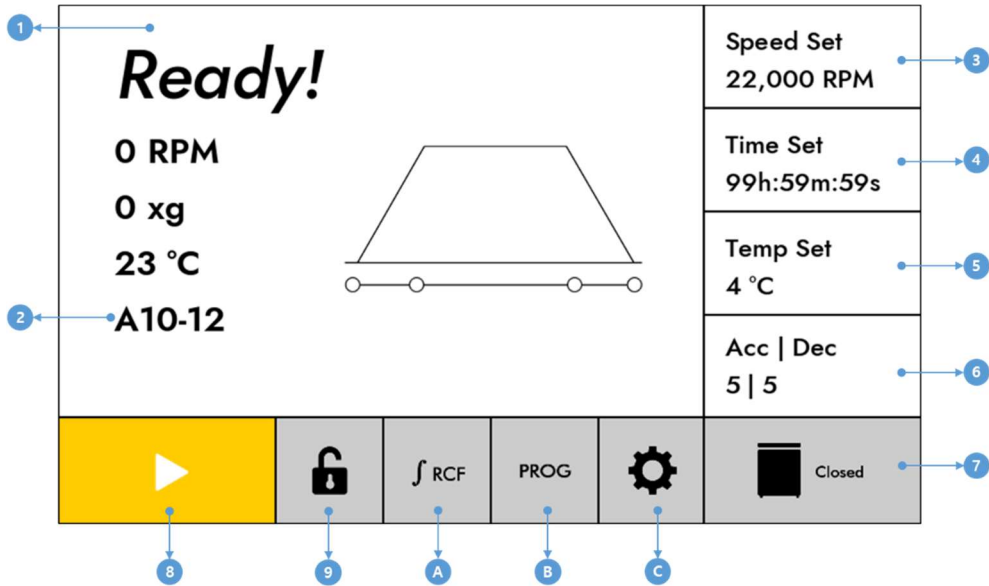 1
Ready!
0 RPM
0 xg
23 °C
2
A10-12
Speed Set
22,000 RPM
3
Time Set
99h:59m:59s
4
Temp Set
4 °C
5
Acc | Dec
5 | 5
6
∫ RCF
PROG
Closed
7
8
9
A
B
C